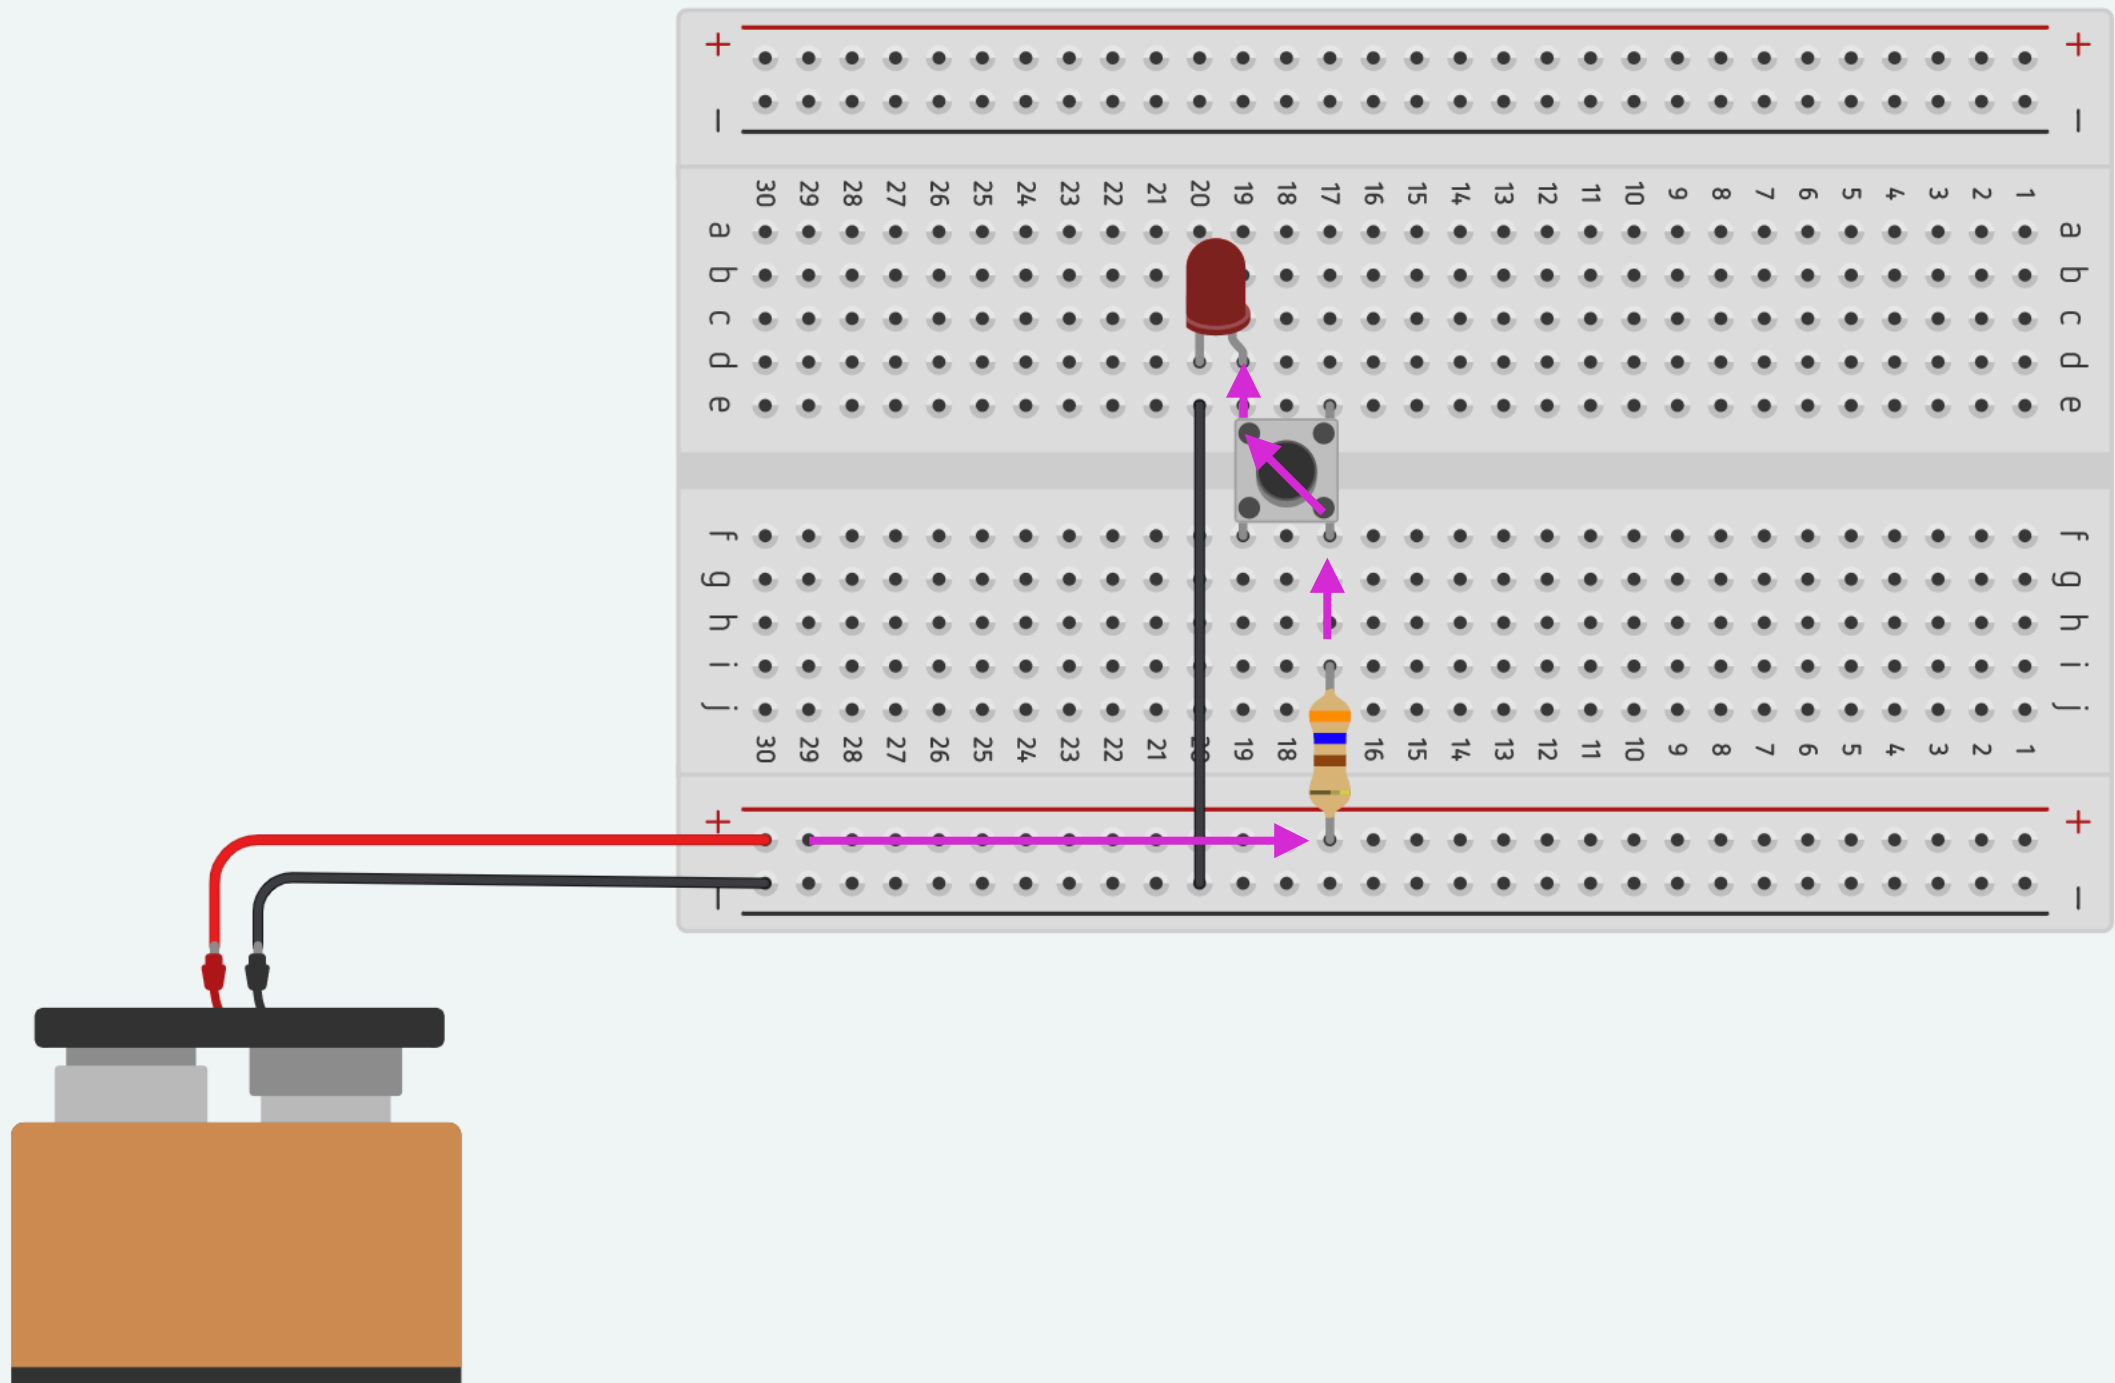 + +
− −
30 29 28 27 26 25 24 23 22 21 20 19 18 17 16 15 14 13 12 11 10 9 8 7 6 5 4 3 2 1
a a
b b
c c
d d
e e
f f
g g
h h
i i
j j
30 29 28 27 26 25 24 23 22 21 20 19 18 16 15 14 13 12 11 10 9 8 7 6 5 4 3 2 1
+ +
− −